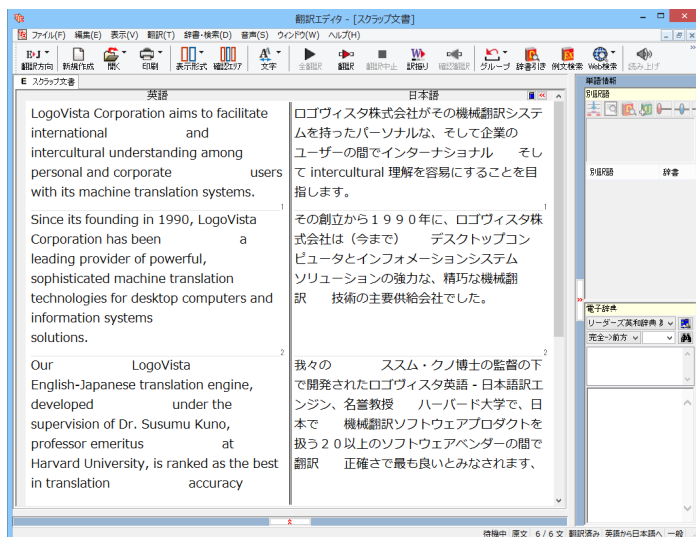 翻訳エディタ - [スクラップ文書]
ファイル(F) 編集(E) 表示(V) 翻訳(T) 辞書・検索(D) 音声(S) ウィンドウ(W) ヘルプ(H)
翻訳方向 新規作成 開く 印刷 表示形式 確認エリア 文字 全翻訳 翻訳 翻訳中止 訳振り 確認翻訳 グループ 辞書引き 例文検索 Web検索 読み上げ
E スクラップ文書
英語 日本語
LogoVista Corporation aims to facilitate
international and
intercultural understanding among
personal and corporate users
with its machine translation systems.
1
Since its founding in 1990, LogoVista
Corporation has been a
leading provider of powerful,
sophisticated machine translation
technologies for desktop computers and
information systems
solutions.
2
Our LogoVista
English-Japanese translation engine,
developed under the
supervision of Dr. Susumu Kuno,
professor emeritus at
Harvard University, is ranked as the best
in translation accuracy
ロゴヴィスタ株式会社がその機械翻訳システ
ムを持ったパーソナルな、そして企業の
ユーザーの間でインターナショナル そし
て intercultural 理解を容易にすることを目
指します。
1
その創立から１９９０年に、ロゴヴィスタ株
式会社は（今まで） デスクトップコン
ピュータとインフォメーションシステム
ソリューションの強力な、精巧な機械翻
訳 技術の主要供給会社でした。
2
我々の ススム・クノ博士の監督の下
で開発されたロゴヴィスタ英語 - 日本語訳エ
ンジン、名誉教授 ハーバード大学で、日
本で 機械翻訳ソフトウェアプロダクトを
扱う２０以上のソフトウェアベンダーの間で
翻訳 正確さで最も良いとみなされます、
単語情報
別訳語
別訳語 辞書
電子辞典
リーダーズ英和辞典
完全->前方
待機中 原文 6 / 6 文 翻訳済み 英語から日本語へ 一般